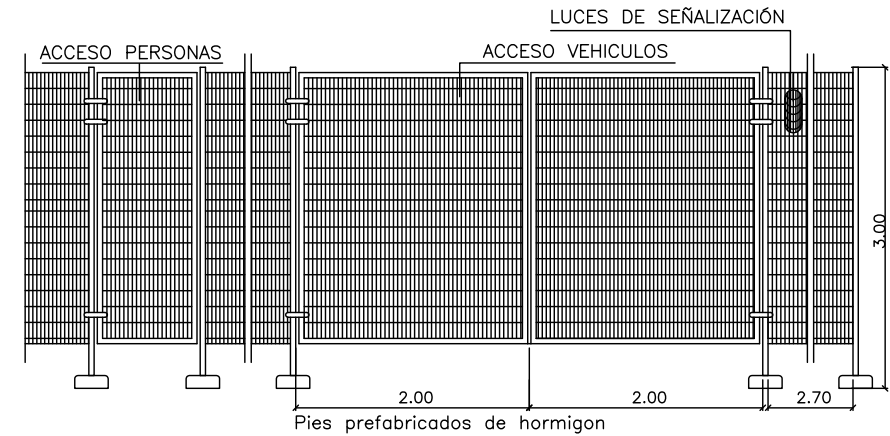 LUCES DE SEÑALIZACIÓN
ACCESO PERSONAS
ACCESO VEHICULOS
3.00
2.00
2.00
2.70
Pies prefabricados de hormigon